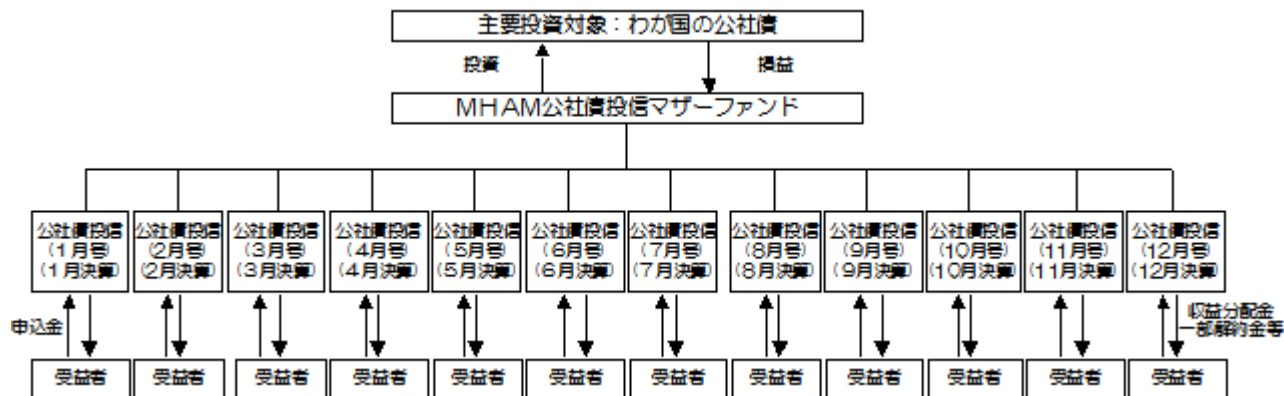 主要投資対象：わが国の公社債
投資
損益
MHAM公社債投信マザーファンド
公社債投信
(1月号)
(1月決算)
公社債投信
(2月号)
(2月決算)
公社債投信
(3月号)
(3月決算)
公社債投信
(4月号)
(4月決算)
公社債投信
(5月号)
(5月決算)
公社債投信
(6月号)
(6月決算)
公社債投信
(7月号)
(7月決算)
公社債投信
(8月号)
(8月決算)
公社債投信
(9月号)
(9月決算)
公社債投信
(10月号)
(10月決算)
公社債投信
(11月号)
(11月決算)
公社債投信
(12月号)
(12月決算)
申込金
収益分配金
一部解約金等
受益者
受益者
受益者
受益者
受益者
受益者
受益者
受益者
受益者
受益者
受益者
受益者